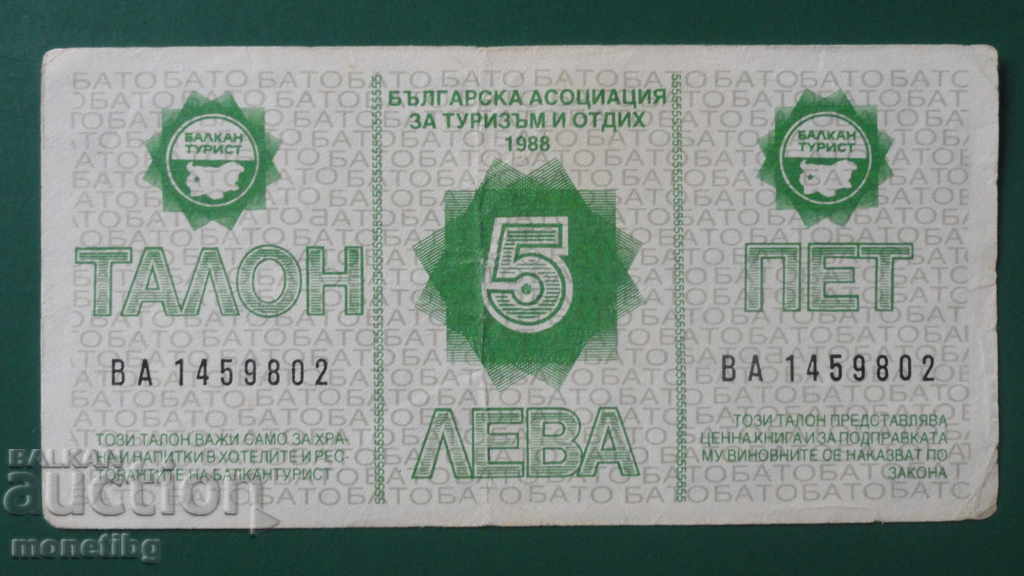 БЪЛГАРСКА АСОЦИАЦИЯ
ЗА ТУРИЗЪМ И ОТДИХ
1988
БАЛКАН
ТУРИСТ
БАЛКАН
ТУРИСТ
ТАЛОН
5
ПЕТ
ВА 1459802
ВА 1459802
ЛЕВА
ТОЗИ ТАЛОН ВАЖИ САМО ЗА ХРА-
НА И НАПИТКИ В ХОТЕЛИТЕ И РЕС-
ТОРАНТИТЕ НА БАЛКАНТУРИСТ
ТОЗИ ТАЛОН ПРЕДСТАВЛЯВА
ЦЕННА КНИГА И ЗА ПОДПРАВКАТА
МУ ВИНОВНИТЕ СЕ НАКАЗВАТ ПО
ЗАКОНА
BALKAN
auction
monetibg